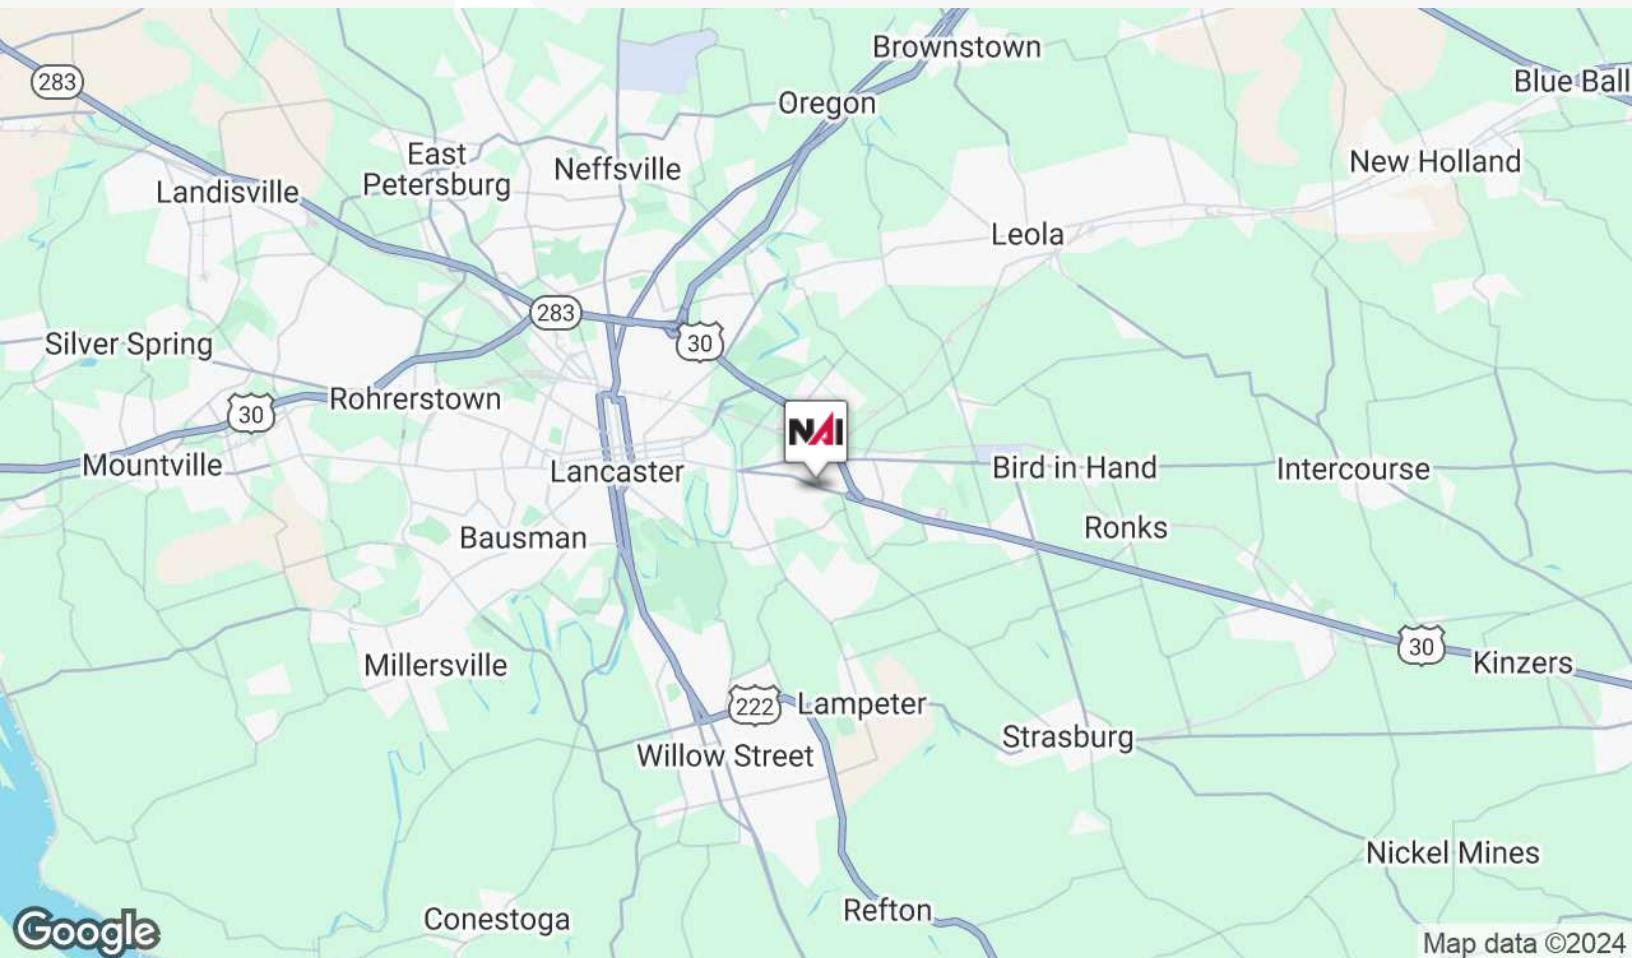 Brownstown
283
Blue Ball
Oregon
East
Petersburg
Neffsville
New Holland
Landisville
Leola
283
Silver Spring
30
Rohrerstown
30
NAI
Mountville
Lancaster
Bird in Hand
Intercourse
Bausman
Ronks
30
Kinzers
Millersville
222
Lampeter
Strasburg
Willow Street
Nickel Mines
Refton
Conestoga
Google
Map data ©2024